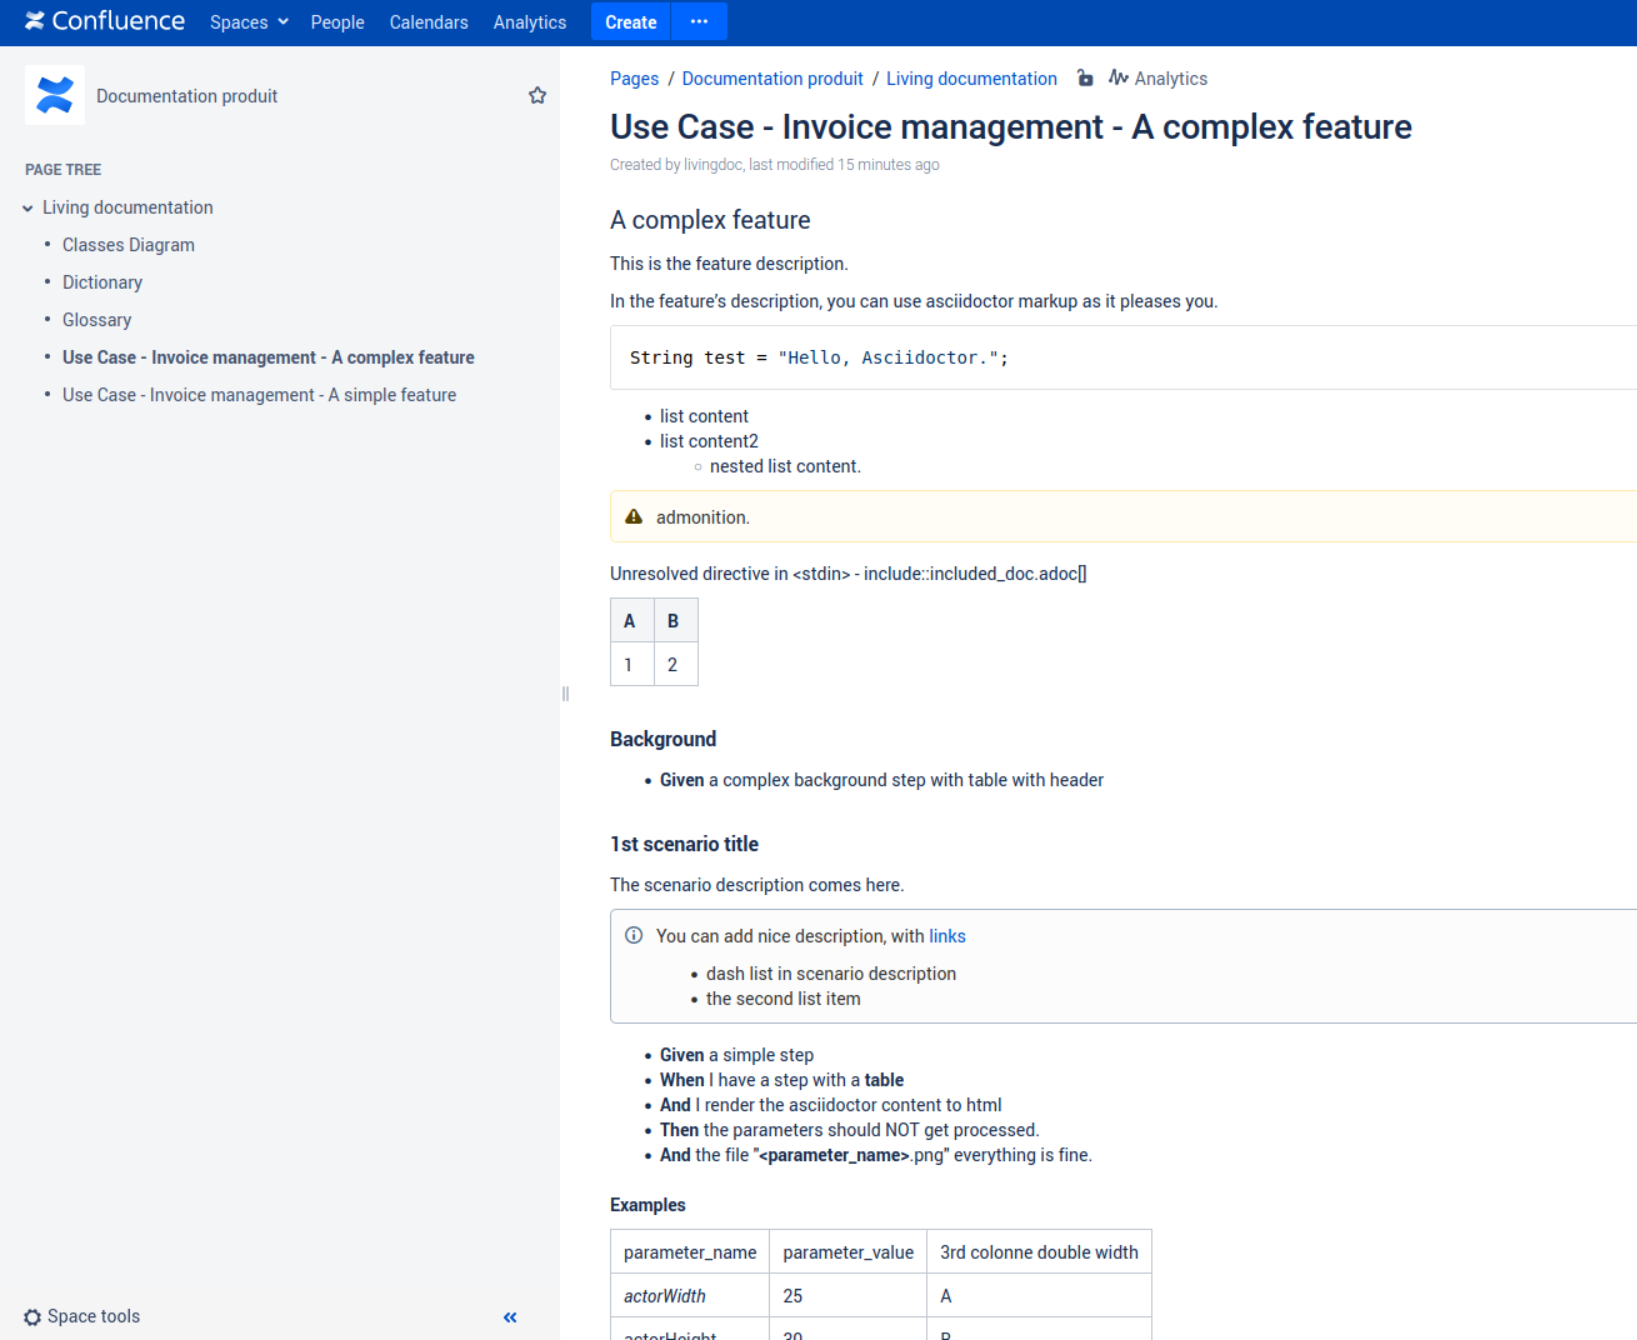 Confluence Spaces People Calendars Analytics Create ···
Documentation produit
PAGE TREE
Living documentation
• Classes Diagram
• Dictionary
• Glossary
• Use Case - Invoice management - A complex feature
• Use Case - Invoice management - A simple feature
Space tools
Pages / Documentation produit / Living documentation Analytics
Use Case - Invoice management - A complex feature
Created by livingdoc, last modified 15 minutes ago
A complex feature
This is the feature description.
In the feature’s description, you can use asciidoctor markup as it pleases you.
String test = "Hello, Asciidoctor.";
• list content
• list content2
◦ nested list content.
admonition.
Unresolved directive in <stdin> - include::included_doc.adoc[]
A B
1 2
Background
• Given a complex background step with table with header
1st scenario title
The scenario description comes here.
You can add nice description, with links
• dash list in scenario description
• the second list item
• Given a simple step
• When I have a step with a table
• And I render the asciidoctor content to html
• Then the parameters should NOT get processed.
• And the file "<parameter_name>.png" everything is fine.
Examples
parameter_name parameter_value 3rd colonne double width
actorWidth 25 A
actorHeight 30 B